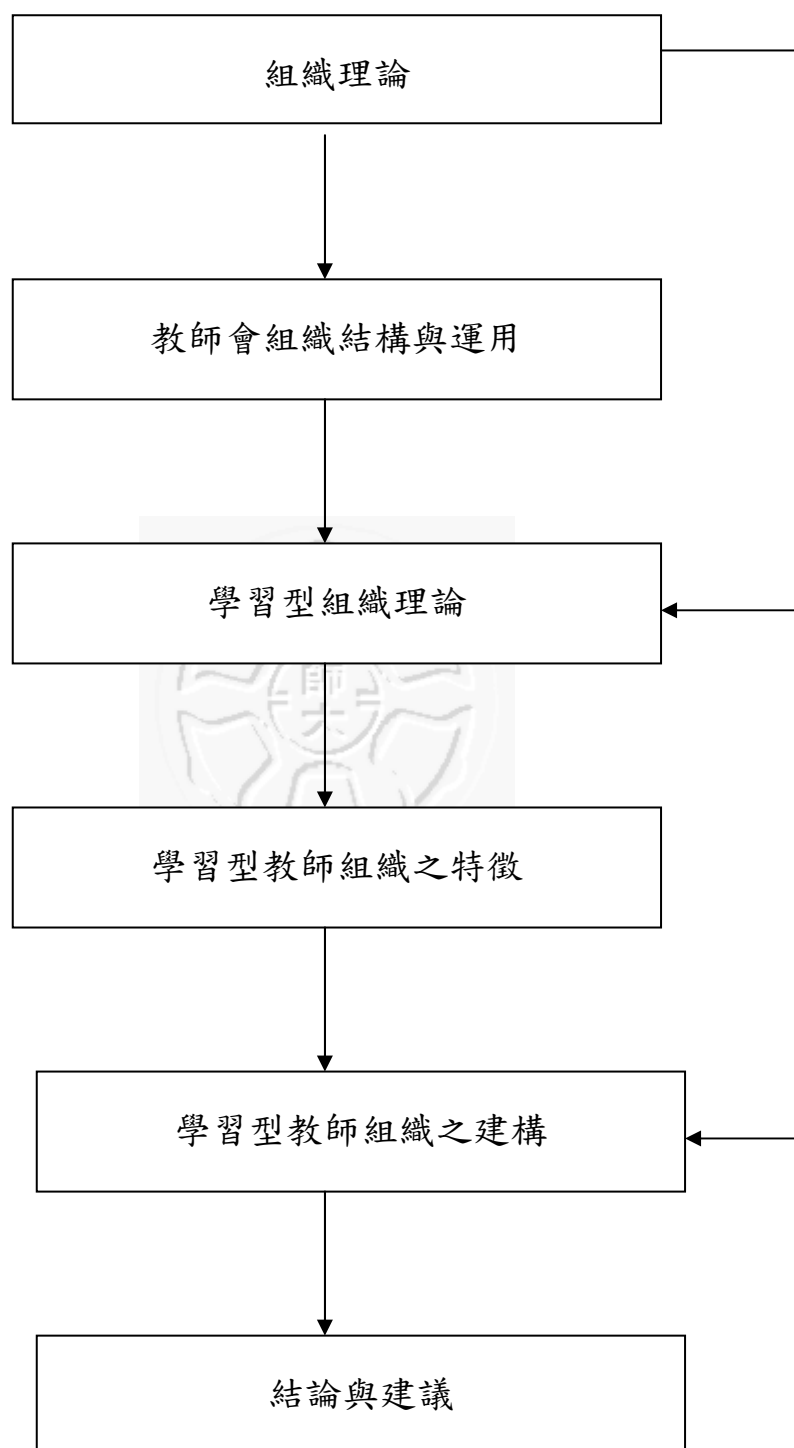 組織理論
教師會組織結構與運用
學習型組織理論
師大
學習型教師組織之特徵
學習型教師組織之建構
結論與建議